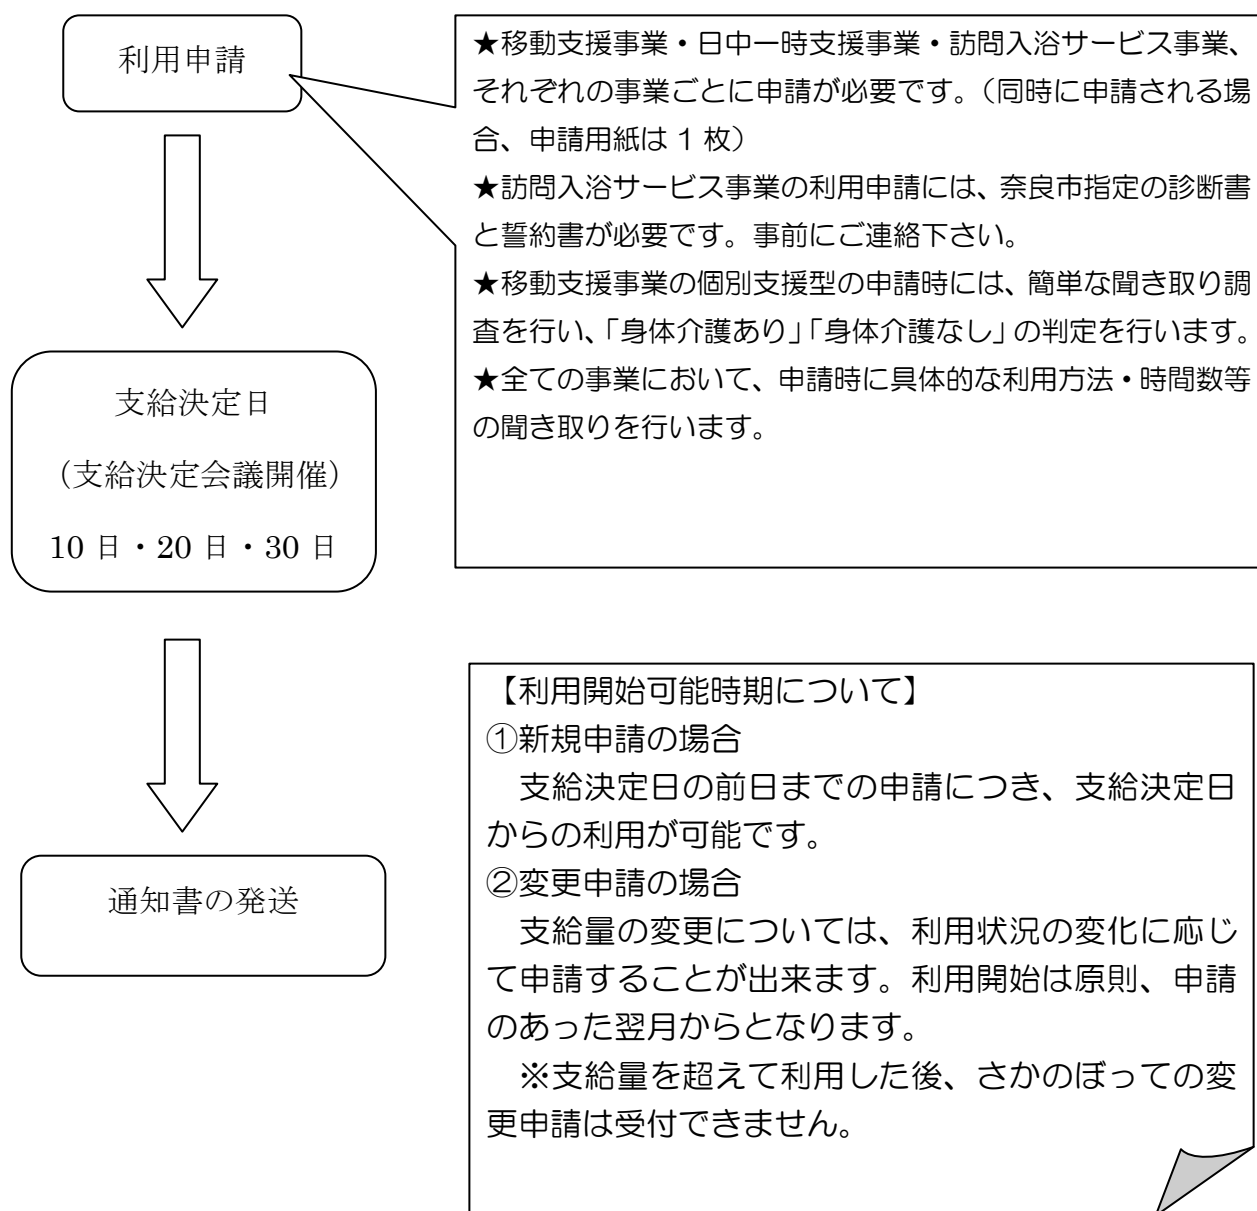 利用申請
★移動支援事業・日中一時支援事業・訪問入浴サービス事業、
それぞれの事業ごとに申請が必要です。（同時に申請される場
合、申請用紙は 1 枚）
★訪問入浴サービス事業の利用申請には、奈良市指定の診断書
と誓約書が必要です。事前にご連絡下さい。
★移動支援事業の個別支援型の申請時には、簡単な聞き取り調
査を行い、「身体介護あり」「身体介護なし」の判定を行います。
★全ての事業において、申請時に具体的な利用方法・時間数等
の聞き取りを行います。
支給決定日
（支給決定会議開催）
10 日・20 日・30 日
通知書の発送
【利用開始可能時期について】
①新規申請の場合
　支給決定日の前日までの申請につき、支給決定日
からの利用が可能です。
②変更申請の場合
　支給量の変更については、利用状況の変化に応じ
て申請することが出来ます。利用開始は原則、申請
のあった翌月からとなります。
　※支給量を超えて利用した後、さかのぼっての変
更申請は受付できません。